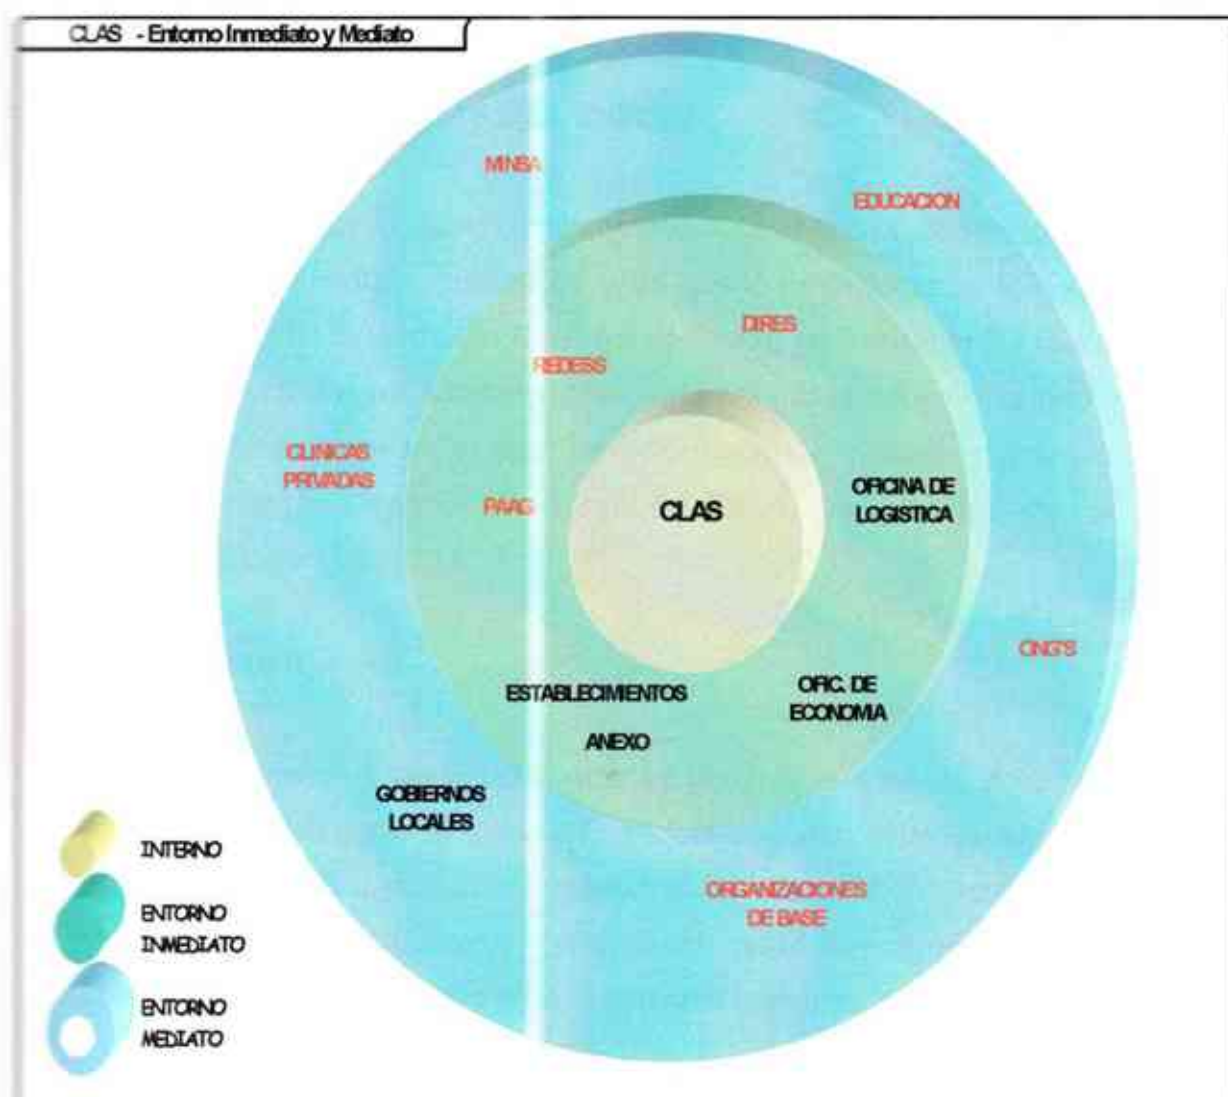 CLAS - Entorno Inmediato y Mediato
MINSA
EDUCACION
DIRES
REDESS
CLINICAS
PRIVADAS
PAAG
CLAS
OFICINA DE
LOGISTICA
ONG'S
ESTABLECIMIENTOS
ANEXO
OFIC. DE
ECONOMIA
GOBIERNOS
LOCALES
ORGANIZACIONES
DE BASE
INTERNO
ENTORNO
INMEDIATO
ENTORNO
MEDIATO